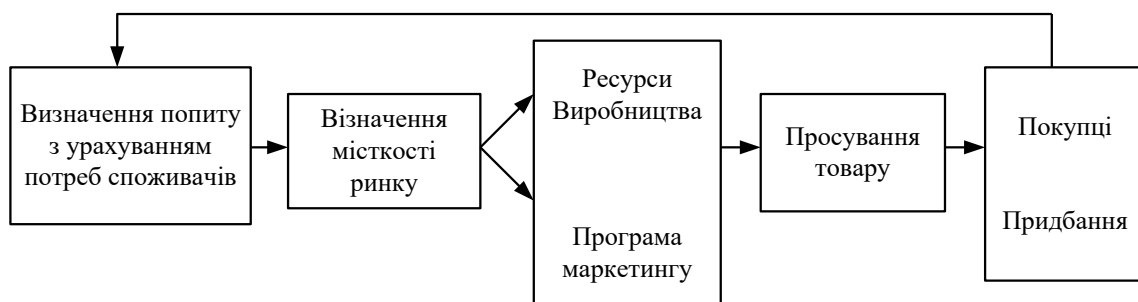 Визначення попиту
з урахуванням
потреб споживачів
Візначення
місткості
ринку
Ресурси
Виробництва
Програма
маркетингу
Просування
товару
Покупці
Придбання